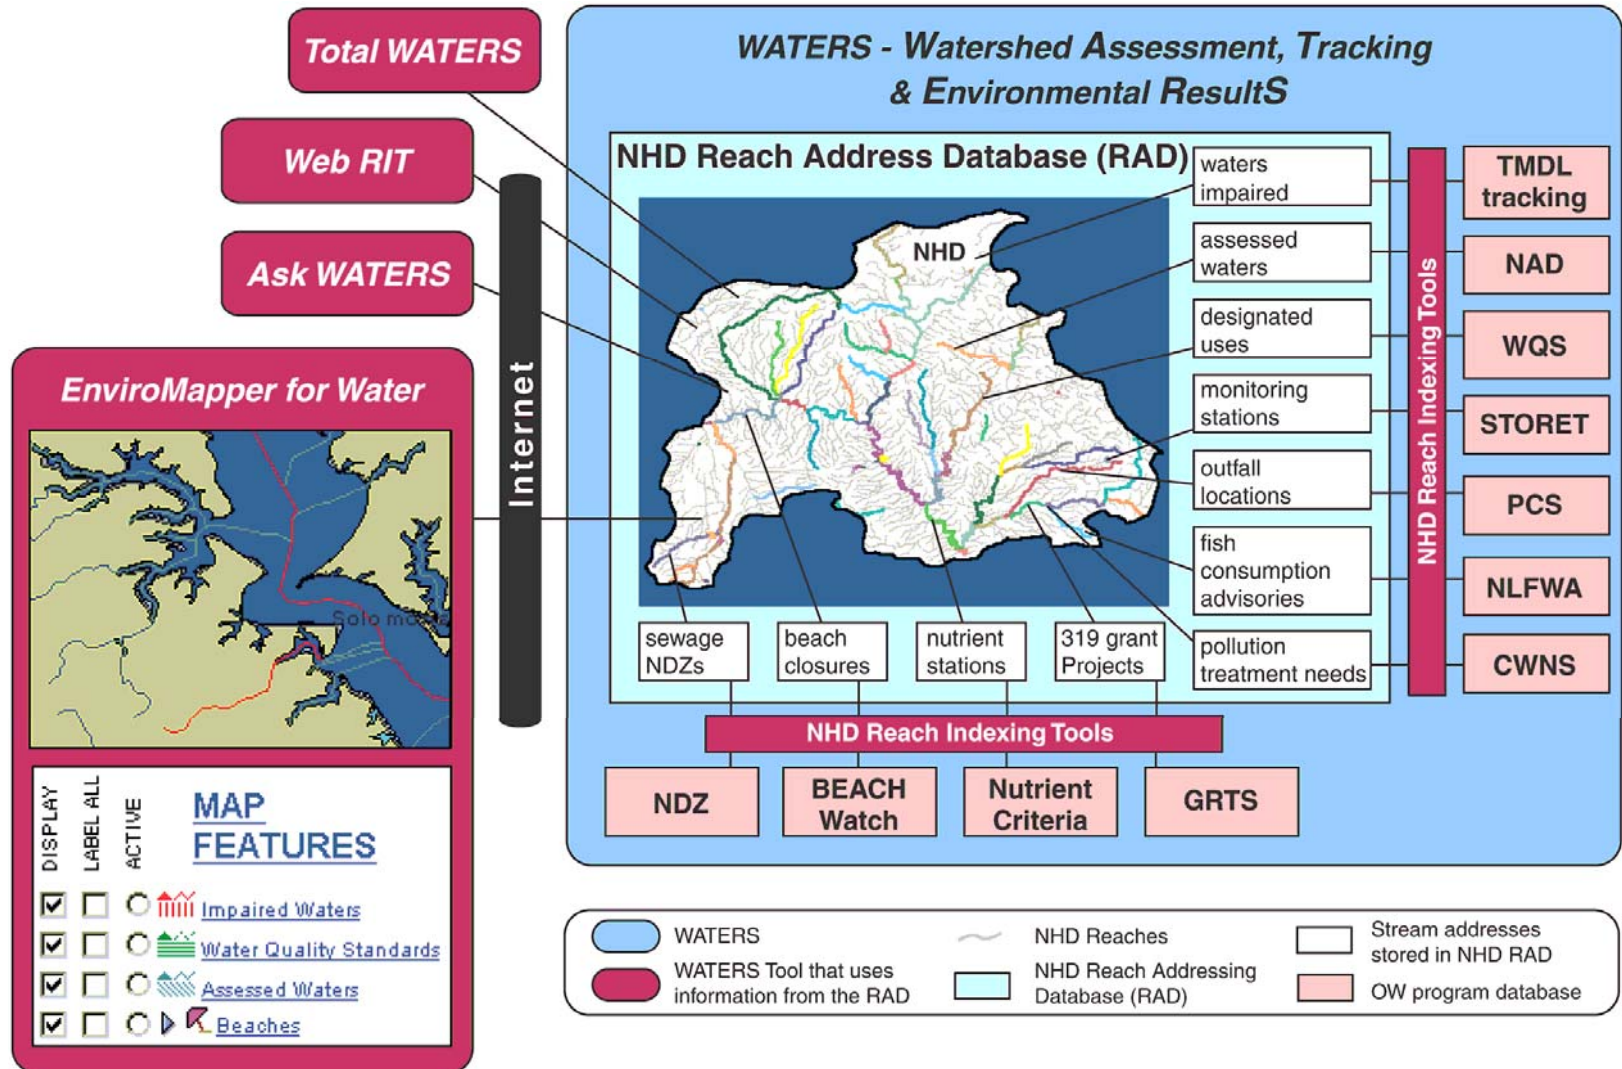 Total WATERS
Web RIT
Ask WATERS
EnviroMapper for Water
Solomons
DISPLAY
LABEL ALL
ACTIVE
MAP
FEATURES
Impaired Waters
Water Quality Standards
Assessed Waters
Beaches
Internet
WATERS - Watershed Assessment, Tracking
& Environmental ResultS
NHD Reach Address Database (RAD)
NHD
waters
impaired
assessed
waters
designated
uses
monitoring
stations
outfall
locations
fish
consumption
advisories
pollution
treatment needs
sewage
NDZs
beach
closures
nutrient
stations
319 grant
Projects
NHD Reach Indexing Tools
TMDL
tracking
NAD
WQS
STORET
PCS
NLFWA
CWNS
NHD Reach Indexing Tools
NDZ
BEACH
Watch
Nutrient
Criteria
GRTS
WATERS
WATERS Tool that uses
information from the RAD
NHD Reaches
NHD Reach Addressing
Database (RAD)
Stream addresses
stored in NHD RAD
OW program database